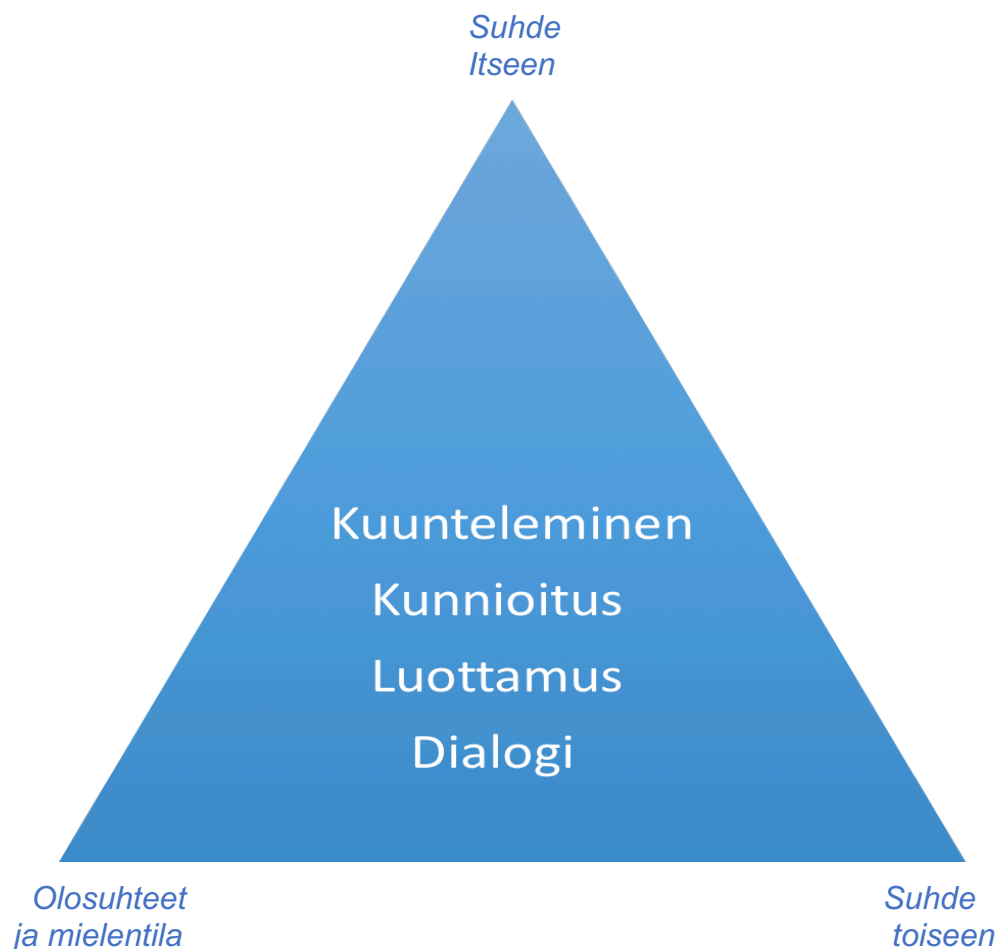 Suhde
Itseen
Kuunteleminen
Kunnioitus
Luottamus
Dialogi
Olosuhteet
ja mielentila
Suhde
toiseen